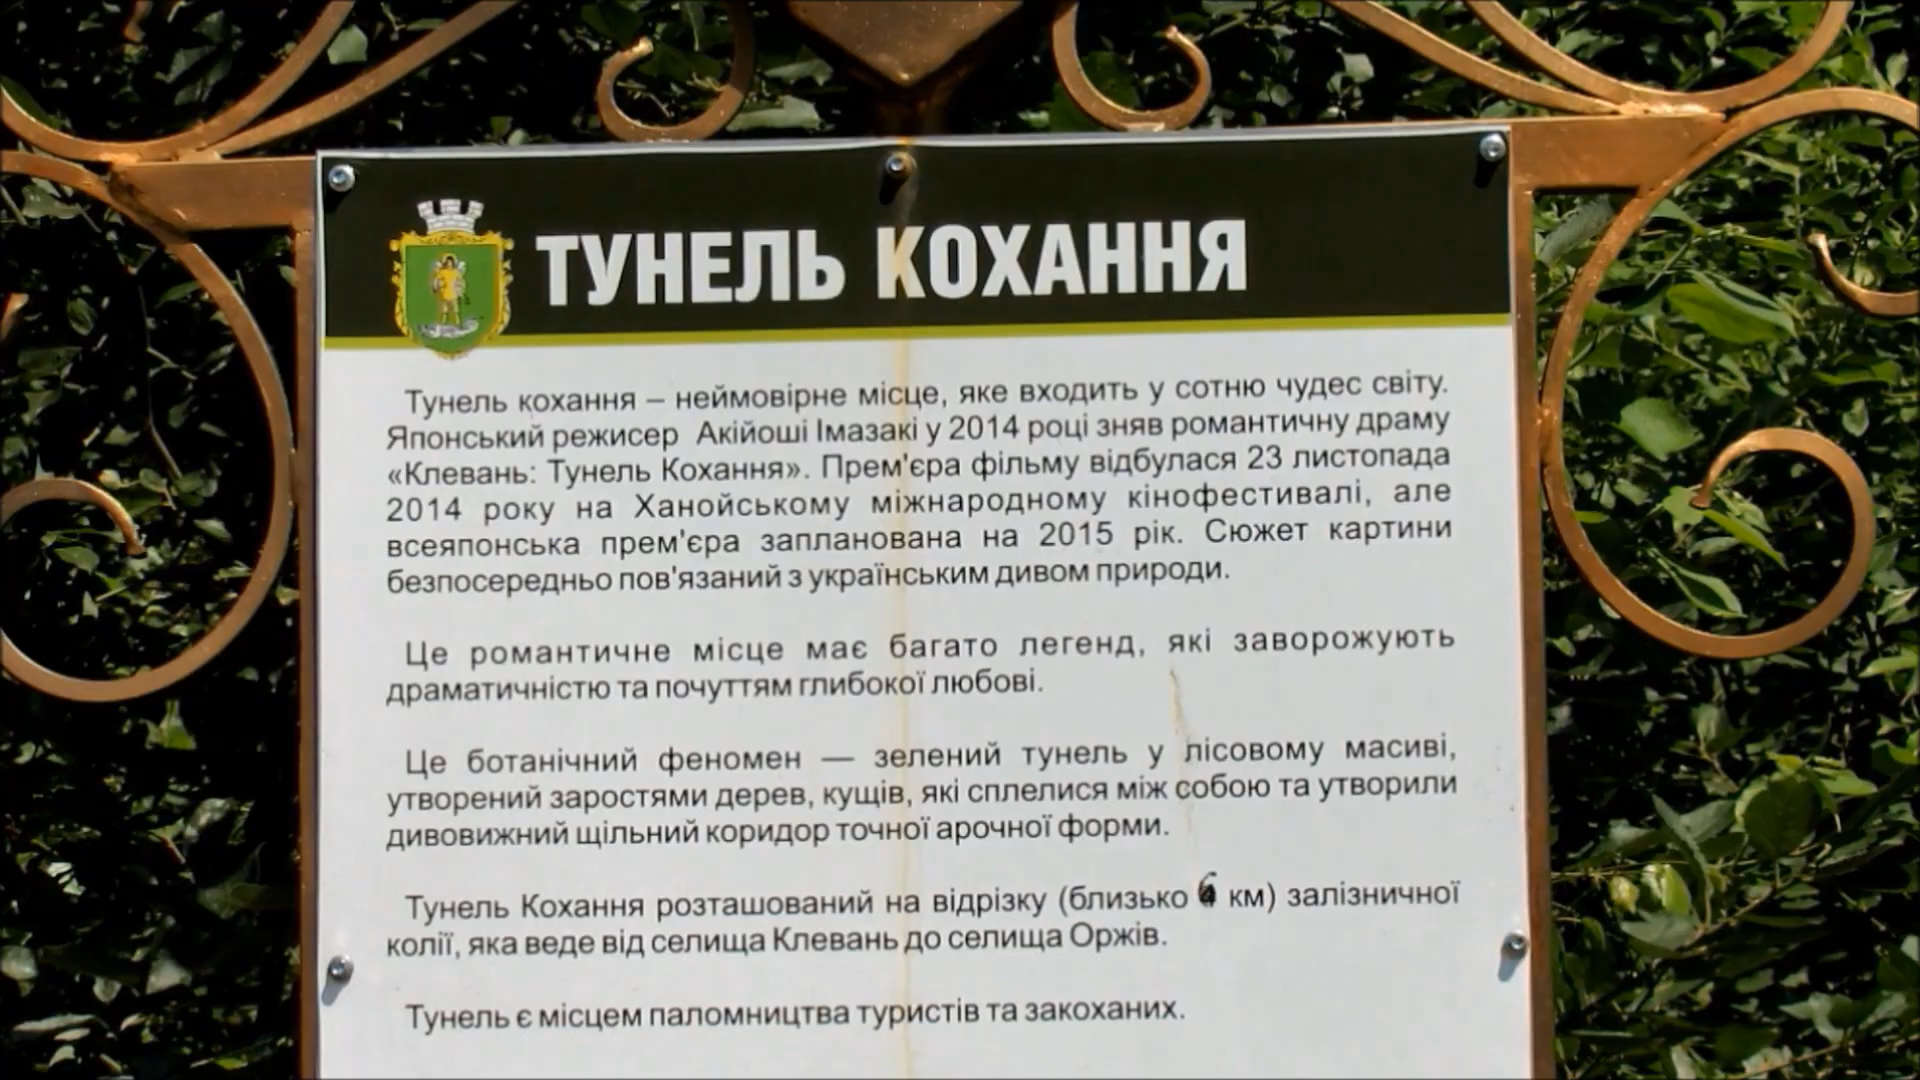 ТУНЕЛЬ КОХАННЯ
Тунель кохання – неймовірне місце, яке входить у сотню чудес світу.
Японський режисер Акійоші Імазакі у 2014 році зняв романтичну драму
«Клевань: Тунель Кохання». Прем'єра фільму відбулася 23 листопада
2014 року на Ханойському міжнародному кінофестивалі, але
всеяпонська прем'єра запланована на 2015 рік. Сюжет картини
безпосередньо пов'язаний з українським дивом природи.
Це романтичне місце має багато легенд, які заворожують
драматичністю та почуттям глибокої любові.
Це ботанічний феномен — зелений тунель у лісовому масиві,
утворений заростями дерев, кущів, які сплелися між собою та утворили
дивовижний щільний коридор точної арочної форми.
Тунель Кохання розташований на відрізку (близько км) залізничної
колії, яка веде від селища Клевань до селища Оржів.
Тунель є місцем паломництва туристів та закоханих.